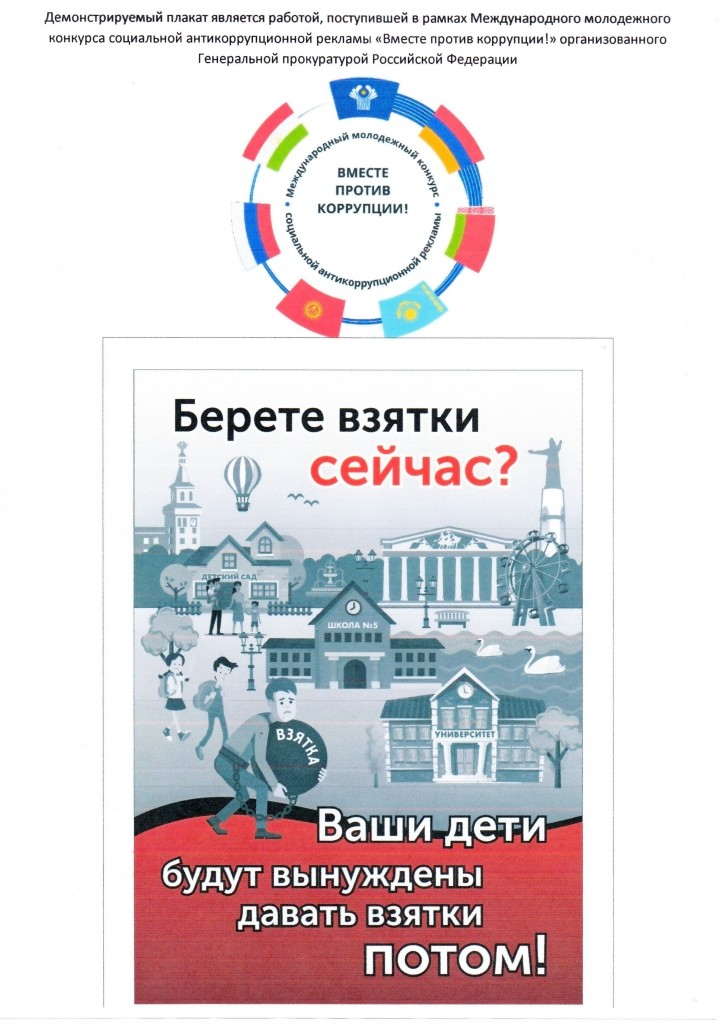 Демонстрируемый плакат является работой, поступившей в рамках Международного молодежного
конкурса социальной антикоррупционной рекламы «Вместе против коррупции!» организованного
Генеральной прокуратурой Российской Федерации
Международный молодежный конкурс
ВМЕСТЕ
ПРОТИВ
КОРРУПЦИИ!
социальной антикоррупционной рекламы
Берете взятки
сейчас?
ДЕТСКИЙ САД
ШКОЛА №5
ВЗЯТКА
УНИВЕРСИТЕТ
Ваши дети
будут вынуждены
давать взятки
потом!